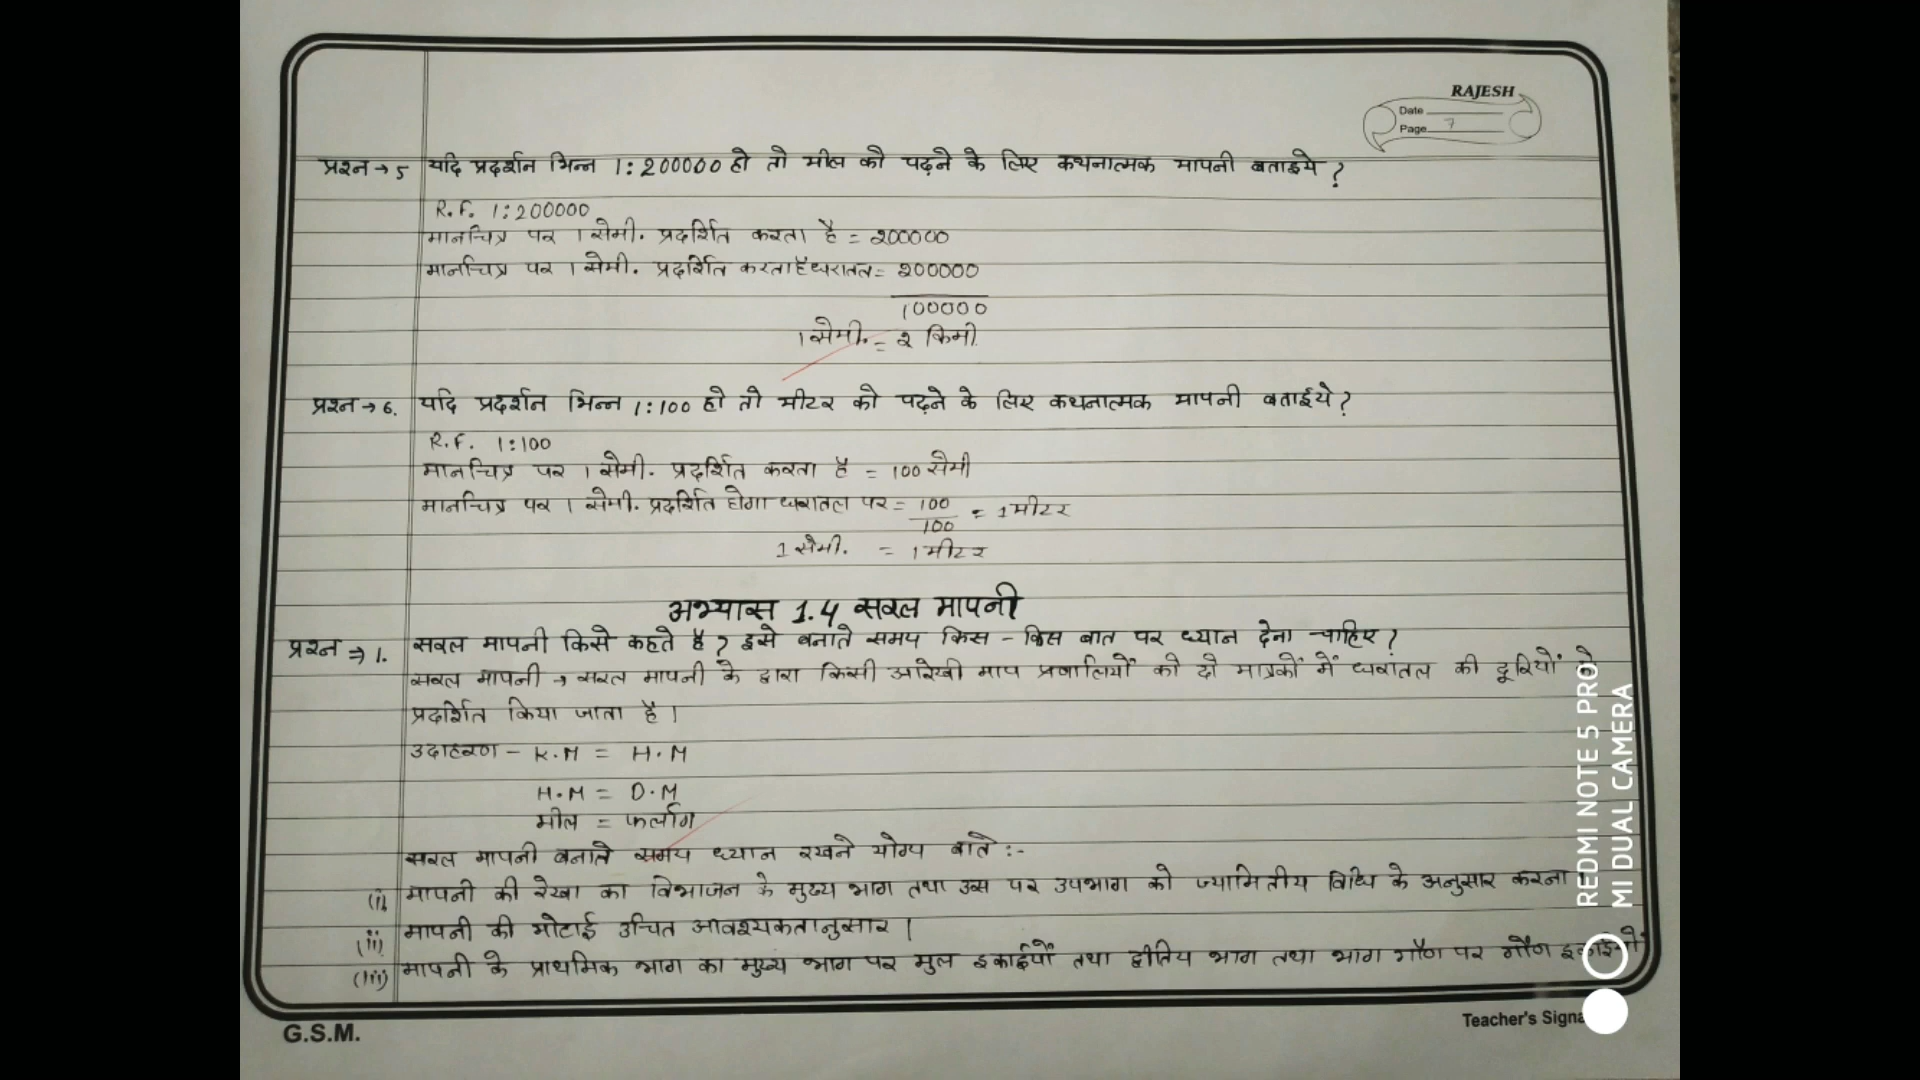 RAJESH
Date
Page 7
प्रश्न → 5 यदि प्रदर्शन भिन्न 1:200000 हो तो मील को पढ़ने के लिए कथनात्मक मापनी बताइये ?
R.F. 1:200000
मानचित्र पर 1 सेमी. प्रदर्शित करता है = 200000
मानचित्र पर 1 सेमी. प्रदर्शित करता है धरातल = 200000
100000
1 सेमी. = 2 किमी.
प्रश्न → 6. यदि प्रदर्शन भिन्न 1:100 हो तो मीटर को पढ़ने के लिए कथनात्मक मापनी बताईये ?
R.F. 1:100
मानचित्र पर 1 सेमी. प्रदर्शित करता है = 100 सेमी
मानचित्र पर 1 सेमी. प्रदर्शित होगा धरातल पर = 100 = 1 मीटर
100
1 सेमी. = 1 मीटर
अभ्यास 1.4 सरल मापनी
प्रश्न ⇒ 1. सरल मापनी किसे कहते है ? इसे बनाते समय किस - किस बात पर ध्यान देना चाहिए ?
सरल मापनी → सरल मापनी के द्वारा किसी आरेखी माप प्रणालियों को दो मात्रकों में धरातल की दूरियों को
प्रदर्शित किया जाता है।
उदाहरण - K.M = H.M
H.M = D.M
मील = फर्लांग
सरल मापनी बनाते समय ध्यान रखने योग्य बाते :-
(i) मापनी की रेखा का विभाजन के मुख्य भाग तथा उस पर उपभाग को ज्यामितीय विधि के अनुसार करना
(ii) मापनी की मोटाई उचित आवश्यकतानुसार।
(iii) मापनी के प्राथमिक भाग का मुख्य भाग पर मुल इकाईयों तथा द्वीतिय भाग तथा भाग गौण पर गौण
G.S.M.
Teacher's Signa
REDMI NOTE 5 PRO
MI DUAL CAMERA